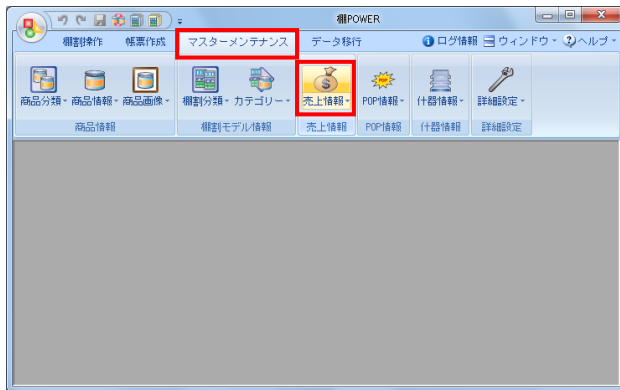 棚POWER
棚割操作 帳票作成 マスターメンテナンス データ移行 ログ情報 ウィンドウ ヘルプ
商品分類 商品情報 商品画像 棚割分類 カテゴリー 売上情報 POP情報 什器情報 詳細設定
商品情報 棚割モデル情報 売上情報 POP情報 什器情報 詳細設定